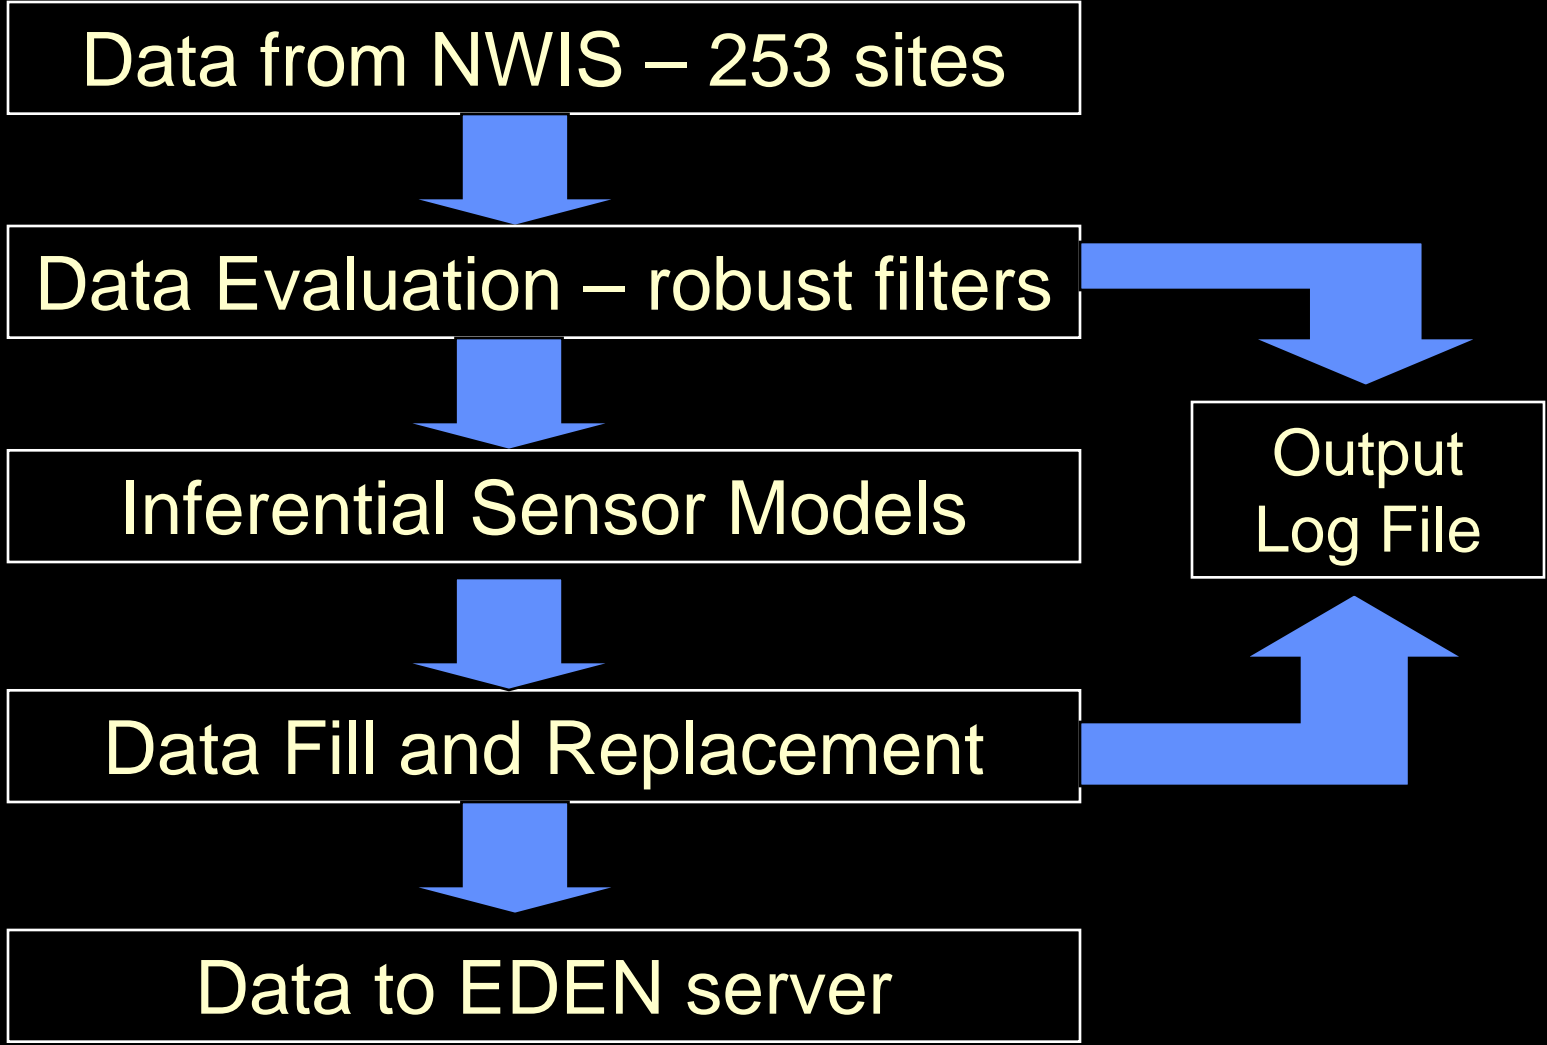 Data from NWIS – 253 sites
Data Evaluation – robust filters
Inferential Sensor Models
Output
Log File
Data Fill and Replacement
Data to EDEN server